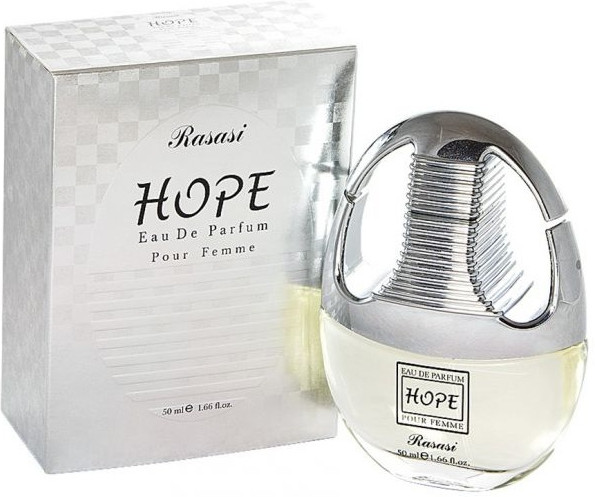 Rasasi
HOPE
Eau De Parfum
Pour Femme
50 ml e 1.66 fl.oz.
EAU DE PARFUM
HOPE
POUR FEMME
Rasasi
50 ml e 1.66 fl.oz.